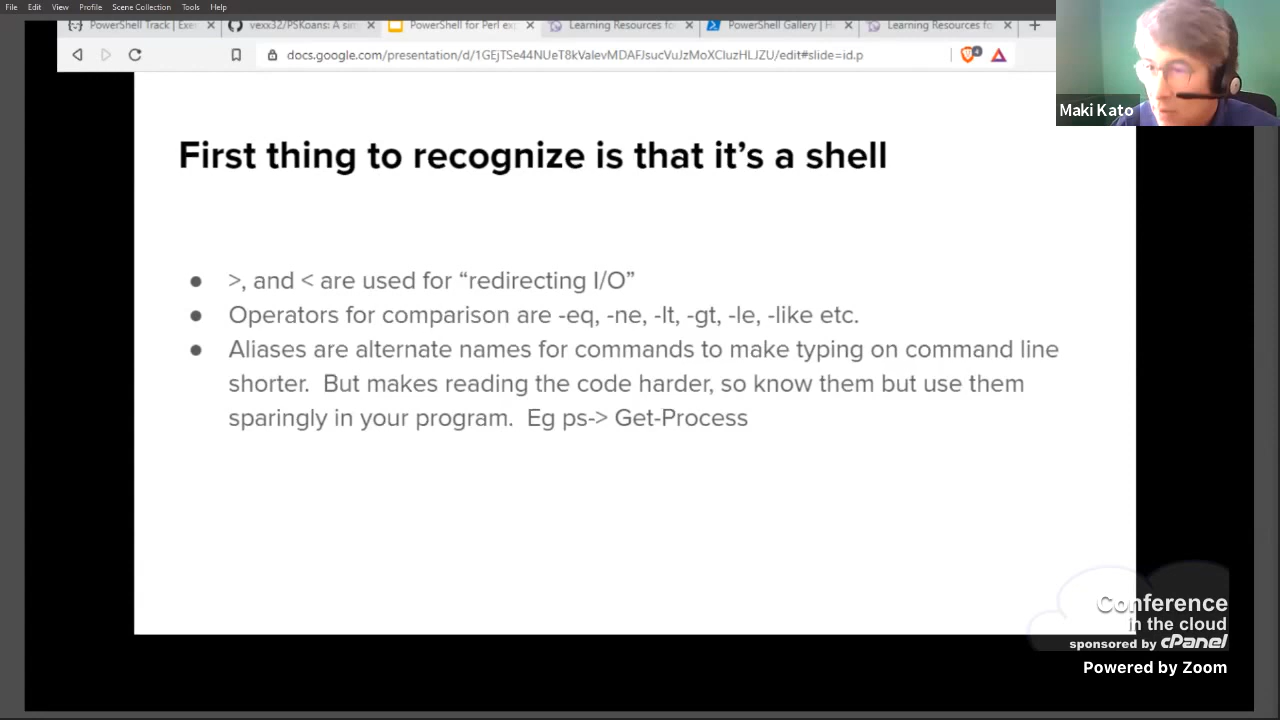 File Edit View Profile Scene Collection Tools Help
PowerShell Track | Exe vexx32/PSKoans: A sim PowerShell for Perl exp Learning Resources for PowerShell Gallery | H Learning Resources for
docs.google.com/presentation/d/1GEjTSe44NUeT8kValevMDAFJsucVuJzMoXCIuzHLJZU/edit#slide=id.p
4
Maki Kato
First thing to recognize is that it’s a shell
● >, and < are used for “redirecting I/O”
● Operators for comparison are -eq, -ne, -lt, -gt, -le, -like etc.
● Aliases are alternate names for commands to make typing on command line
shorter. But makes reading the code harder, so know them but use them
sparingly in your program. Eg ps-> Get-Process
Conference
in the cloud
sponsored by cPanel
Powered by Zoom